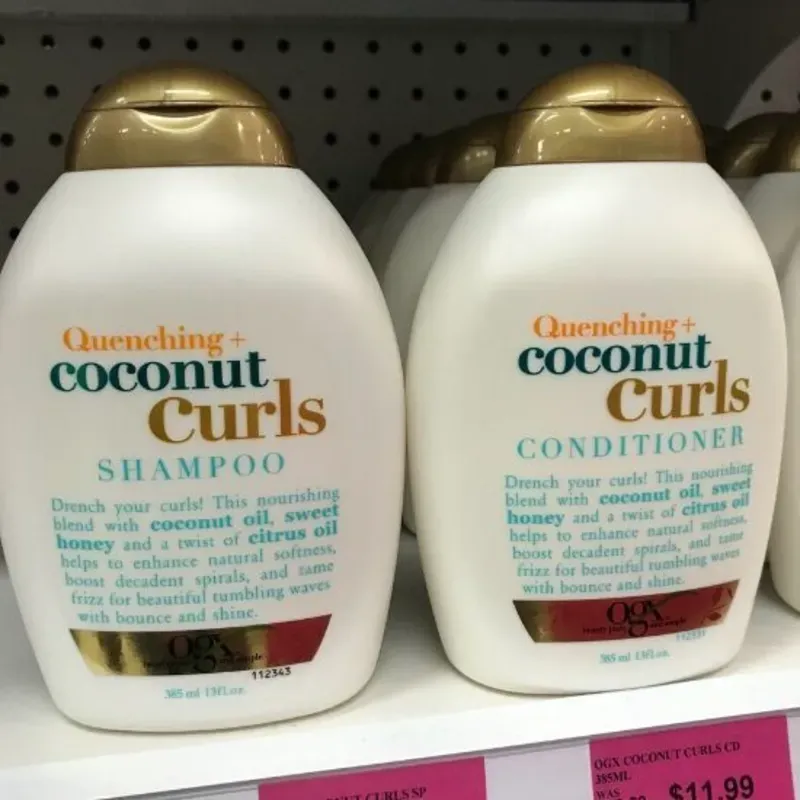 Quenching +
coconut
curls
SHAMPOO
Drench your curls! This nourishing
blend with coconut oil, sweet
honey and a twist of citrus oil
helps to enhance natural softness,
boost decadent spirals, and tame
frizz for beautiful tumbling waves
with bounce and shine.
ogx
112343
385 ml 13fl.oz.
Quenching +
coconut
curls
CONDITIONER
Drench your curls! This nourishing
blend with coconut oil, sweet
honey and a twist of citrus oil
helps to enhance natural softness,
boost decadent spirals, and tame
frizz for beautiful tumbling waves
with bounce and shine.
ogx
385 ml 13fl.oz.
CURLS SP
OGX COCONUT CURLS CD
385ML
WAS
$11.99